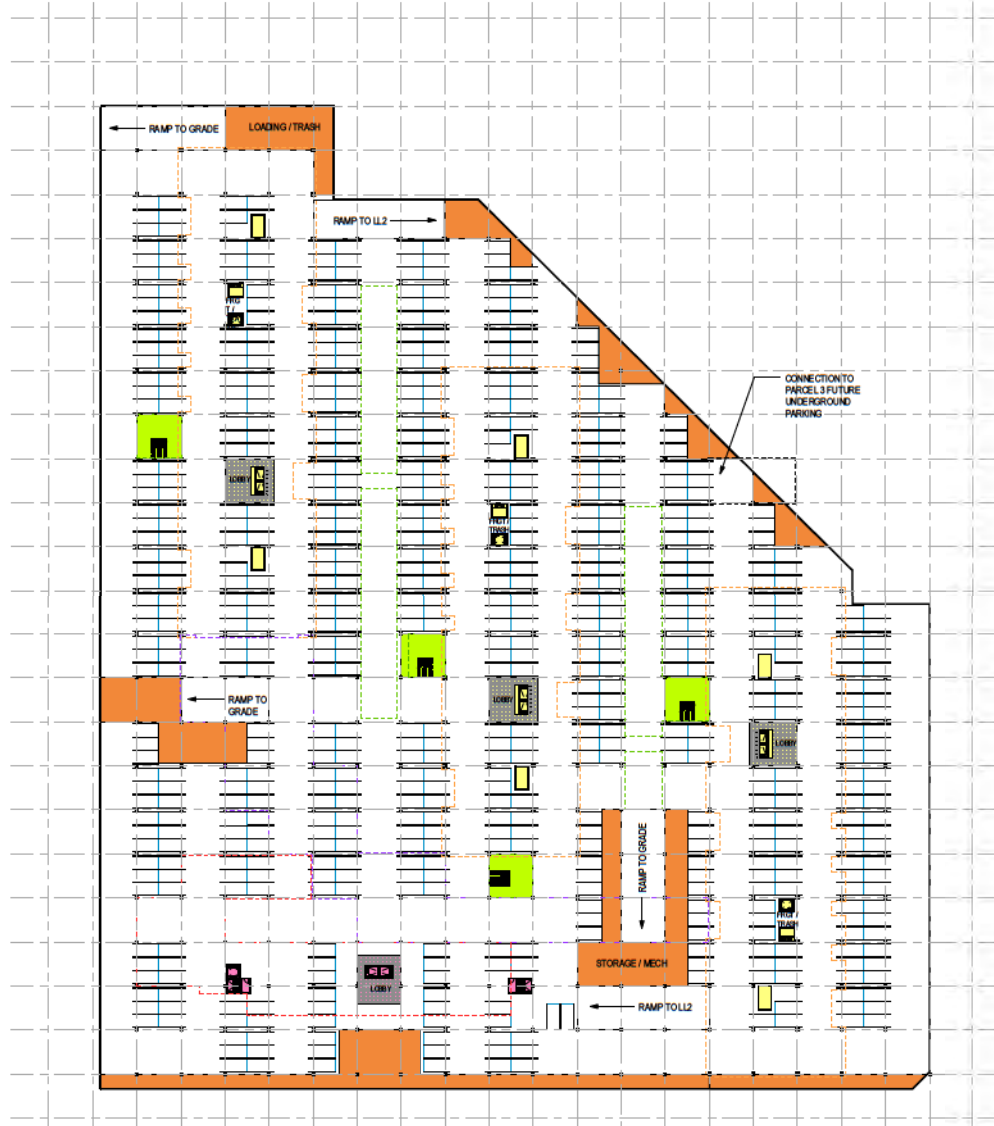 RAMP TO GRADE
LOADING / TRASH
RAMP TO LL2
FRGT /
CONNECTION TO
PARCEL 3 FUTURE
UNDERGROUND
PARKING
LOBBY
FRGT /
TRASH
LOBBY
RAMP TO
GRADE
LOBBY
RAMP TO GRADE
FRGT /
TRASH
STORAGE / MECH
LOBBY
RAMP TO LL2